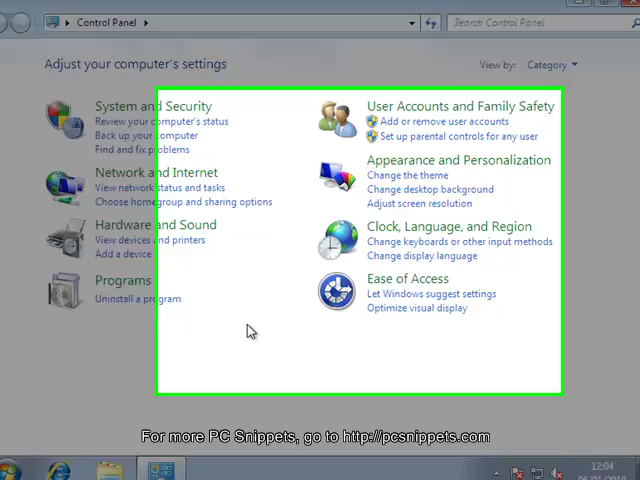 Control Panel
Search Control Panel
Adjust your computer's settings
View by: Category
System and Security
Review your computer's status
Back up your computer
Find and fix problems
Network and Internet
View network status and tasks
Choose homegroup and sharing options
Hardware and Sound
View devices and printers
Add a device
Programs
Uninstall a program
User Accounts and Family Safety
Add or remove user accounts
Set up parental controls for any user
Appearance and Personalization
Change the theme
Change desktop background
Adjust screen resolution
Clock, Language, and Region
Change keyboards or other input methods
Change display language
Ease of Access
Let Windows suggest settings
Optimize visual display
For more PC Snippets, go to http://pcsnippets.com
12:04
06/01/2010